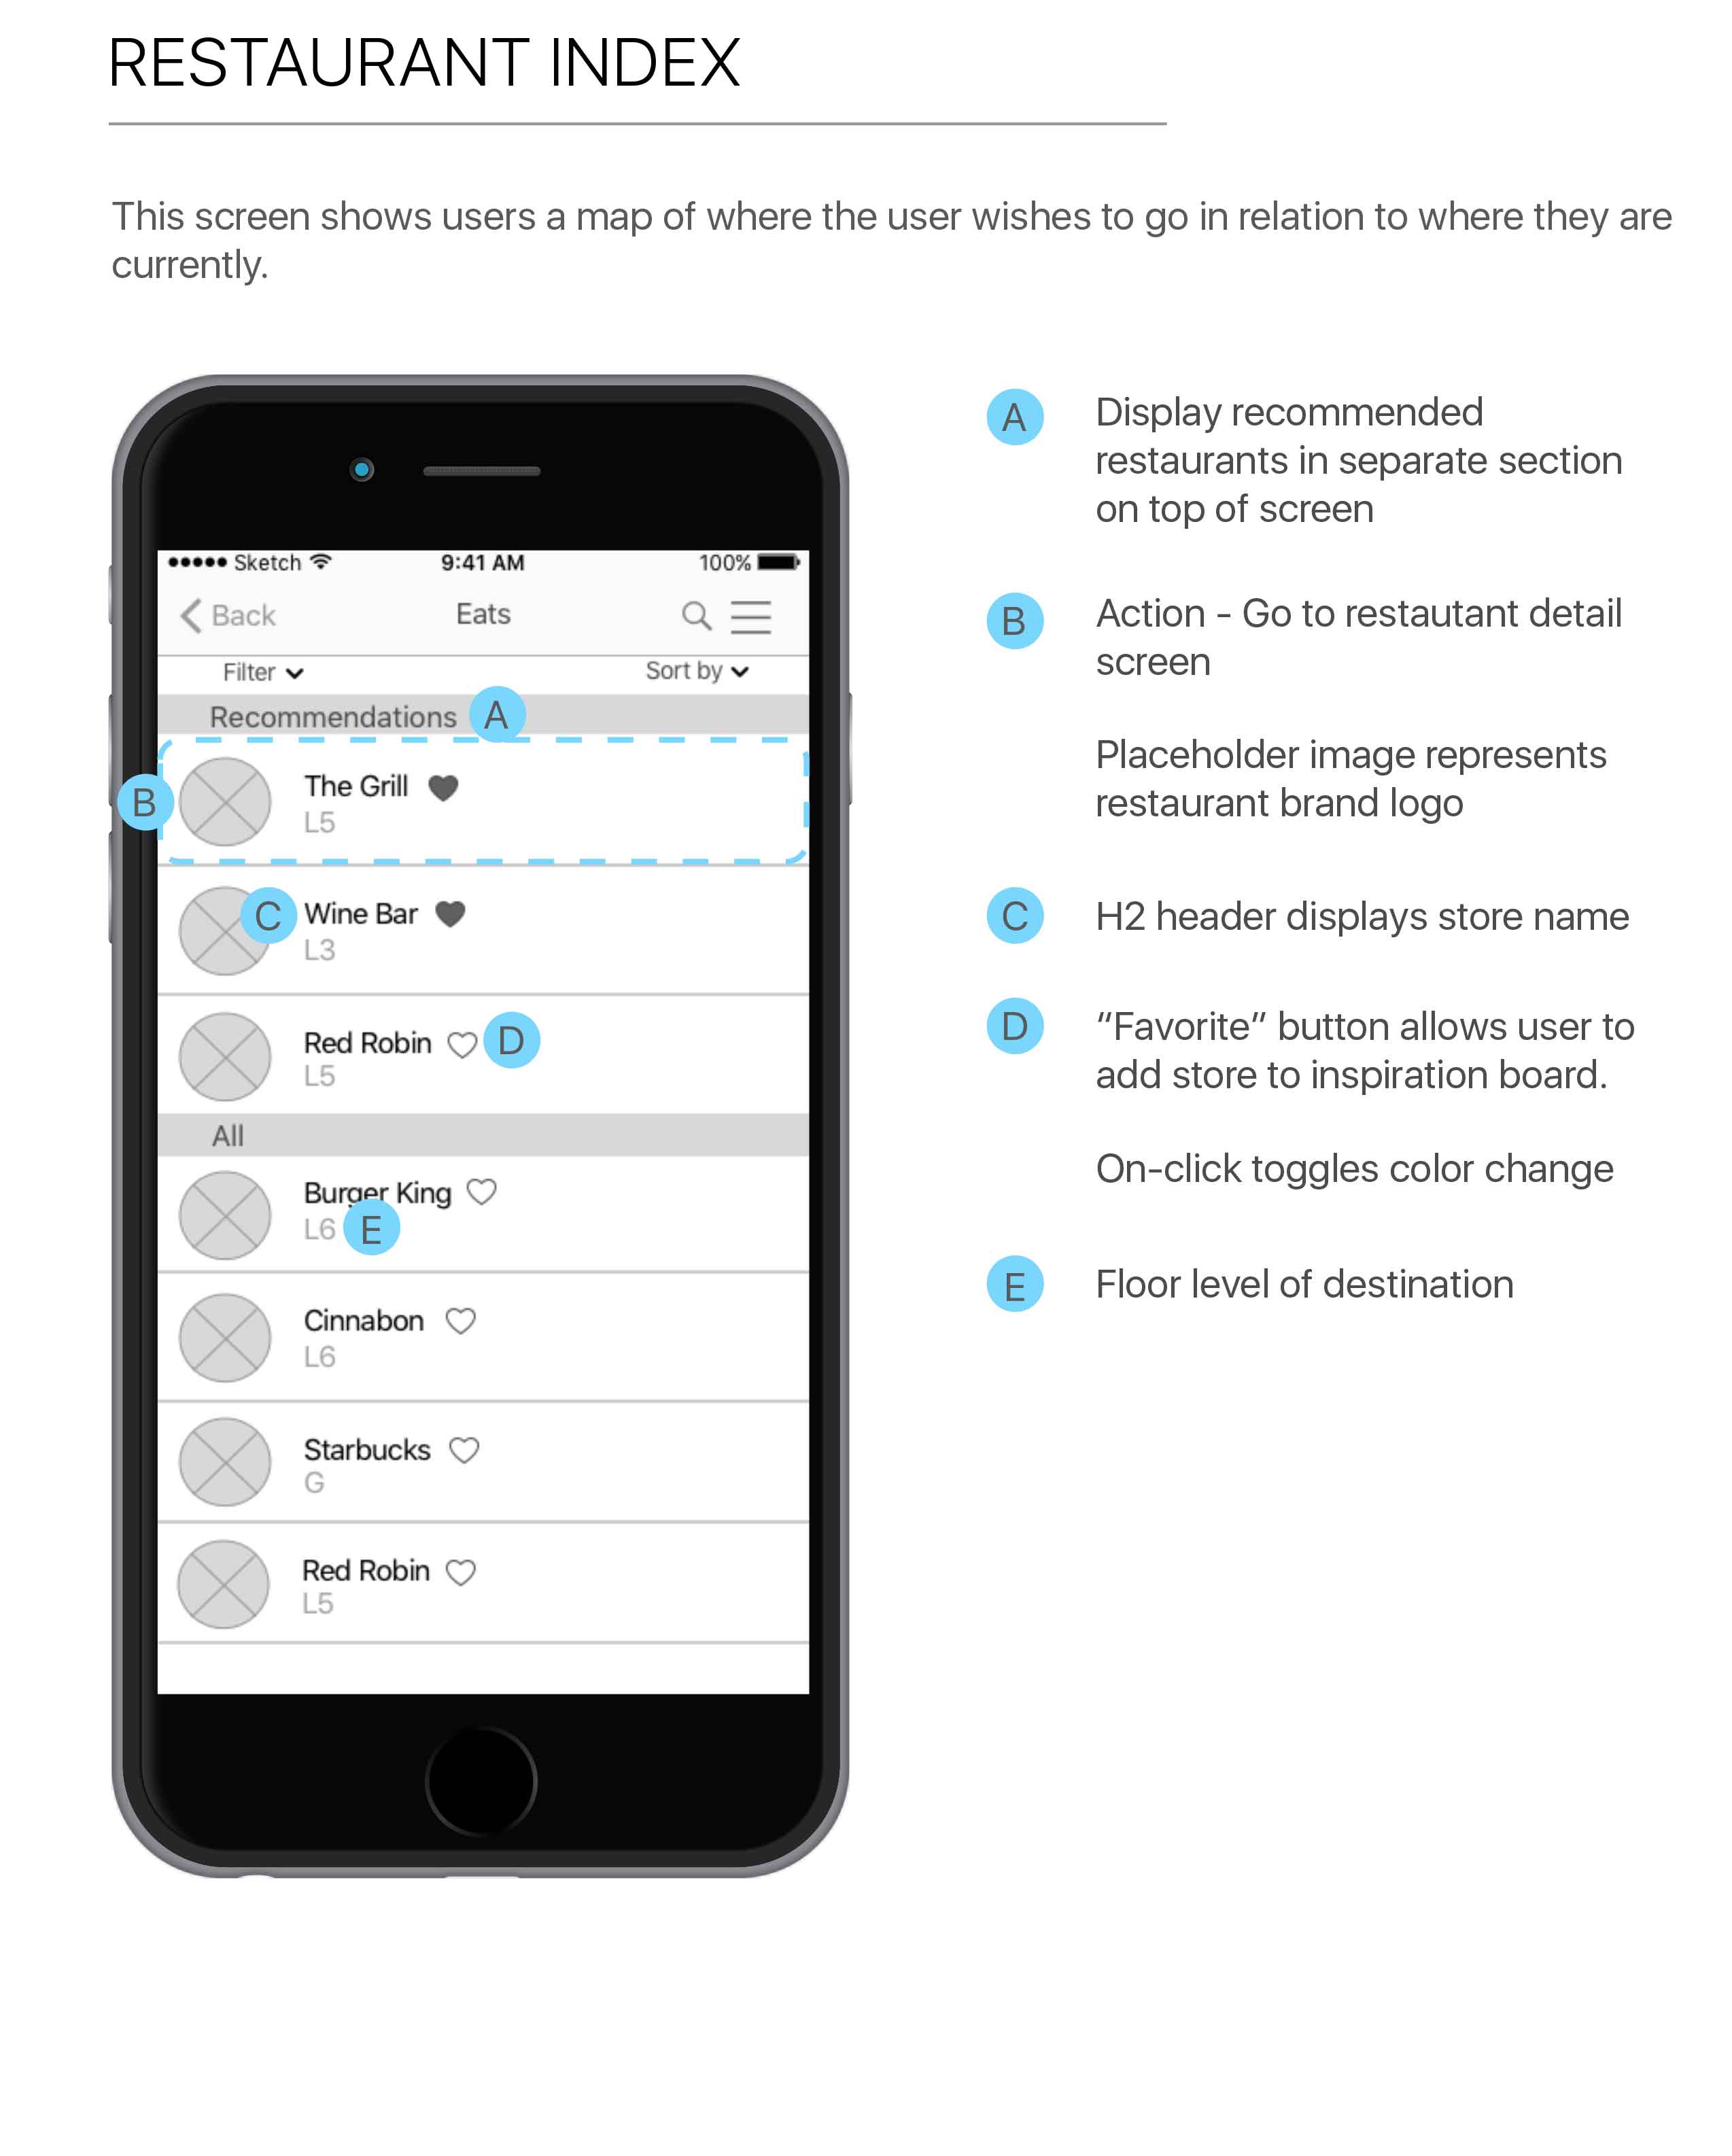 RESTAURANT INDEX
This screen shows users a map of where the user wishes to go in relation to where they are
currently.
Sketch 9:41 AM 100%
Back Eats
Filter Sort by
Recommendations A
B
The Grill
L5
C Wine Bar
L3
Red Robin D
L5
All
Burger King
L6 E
Cinnabon
L6
Starbucks
G
Red Robin
L5
A Display recommended
restaurants in separate section
on top of screen
B Action - Go to restautant detail
screen
Placeholder image represents
restaurant brand logo
C H2 header displays store name
D “Favorite” button allows user to
add store to inspiration board.
On-click toggles color change
E Floor level of destination